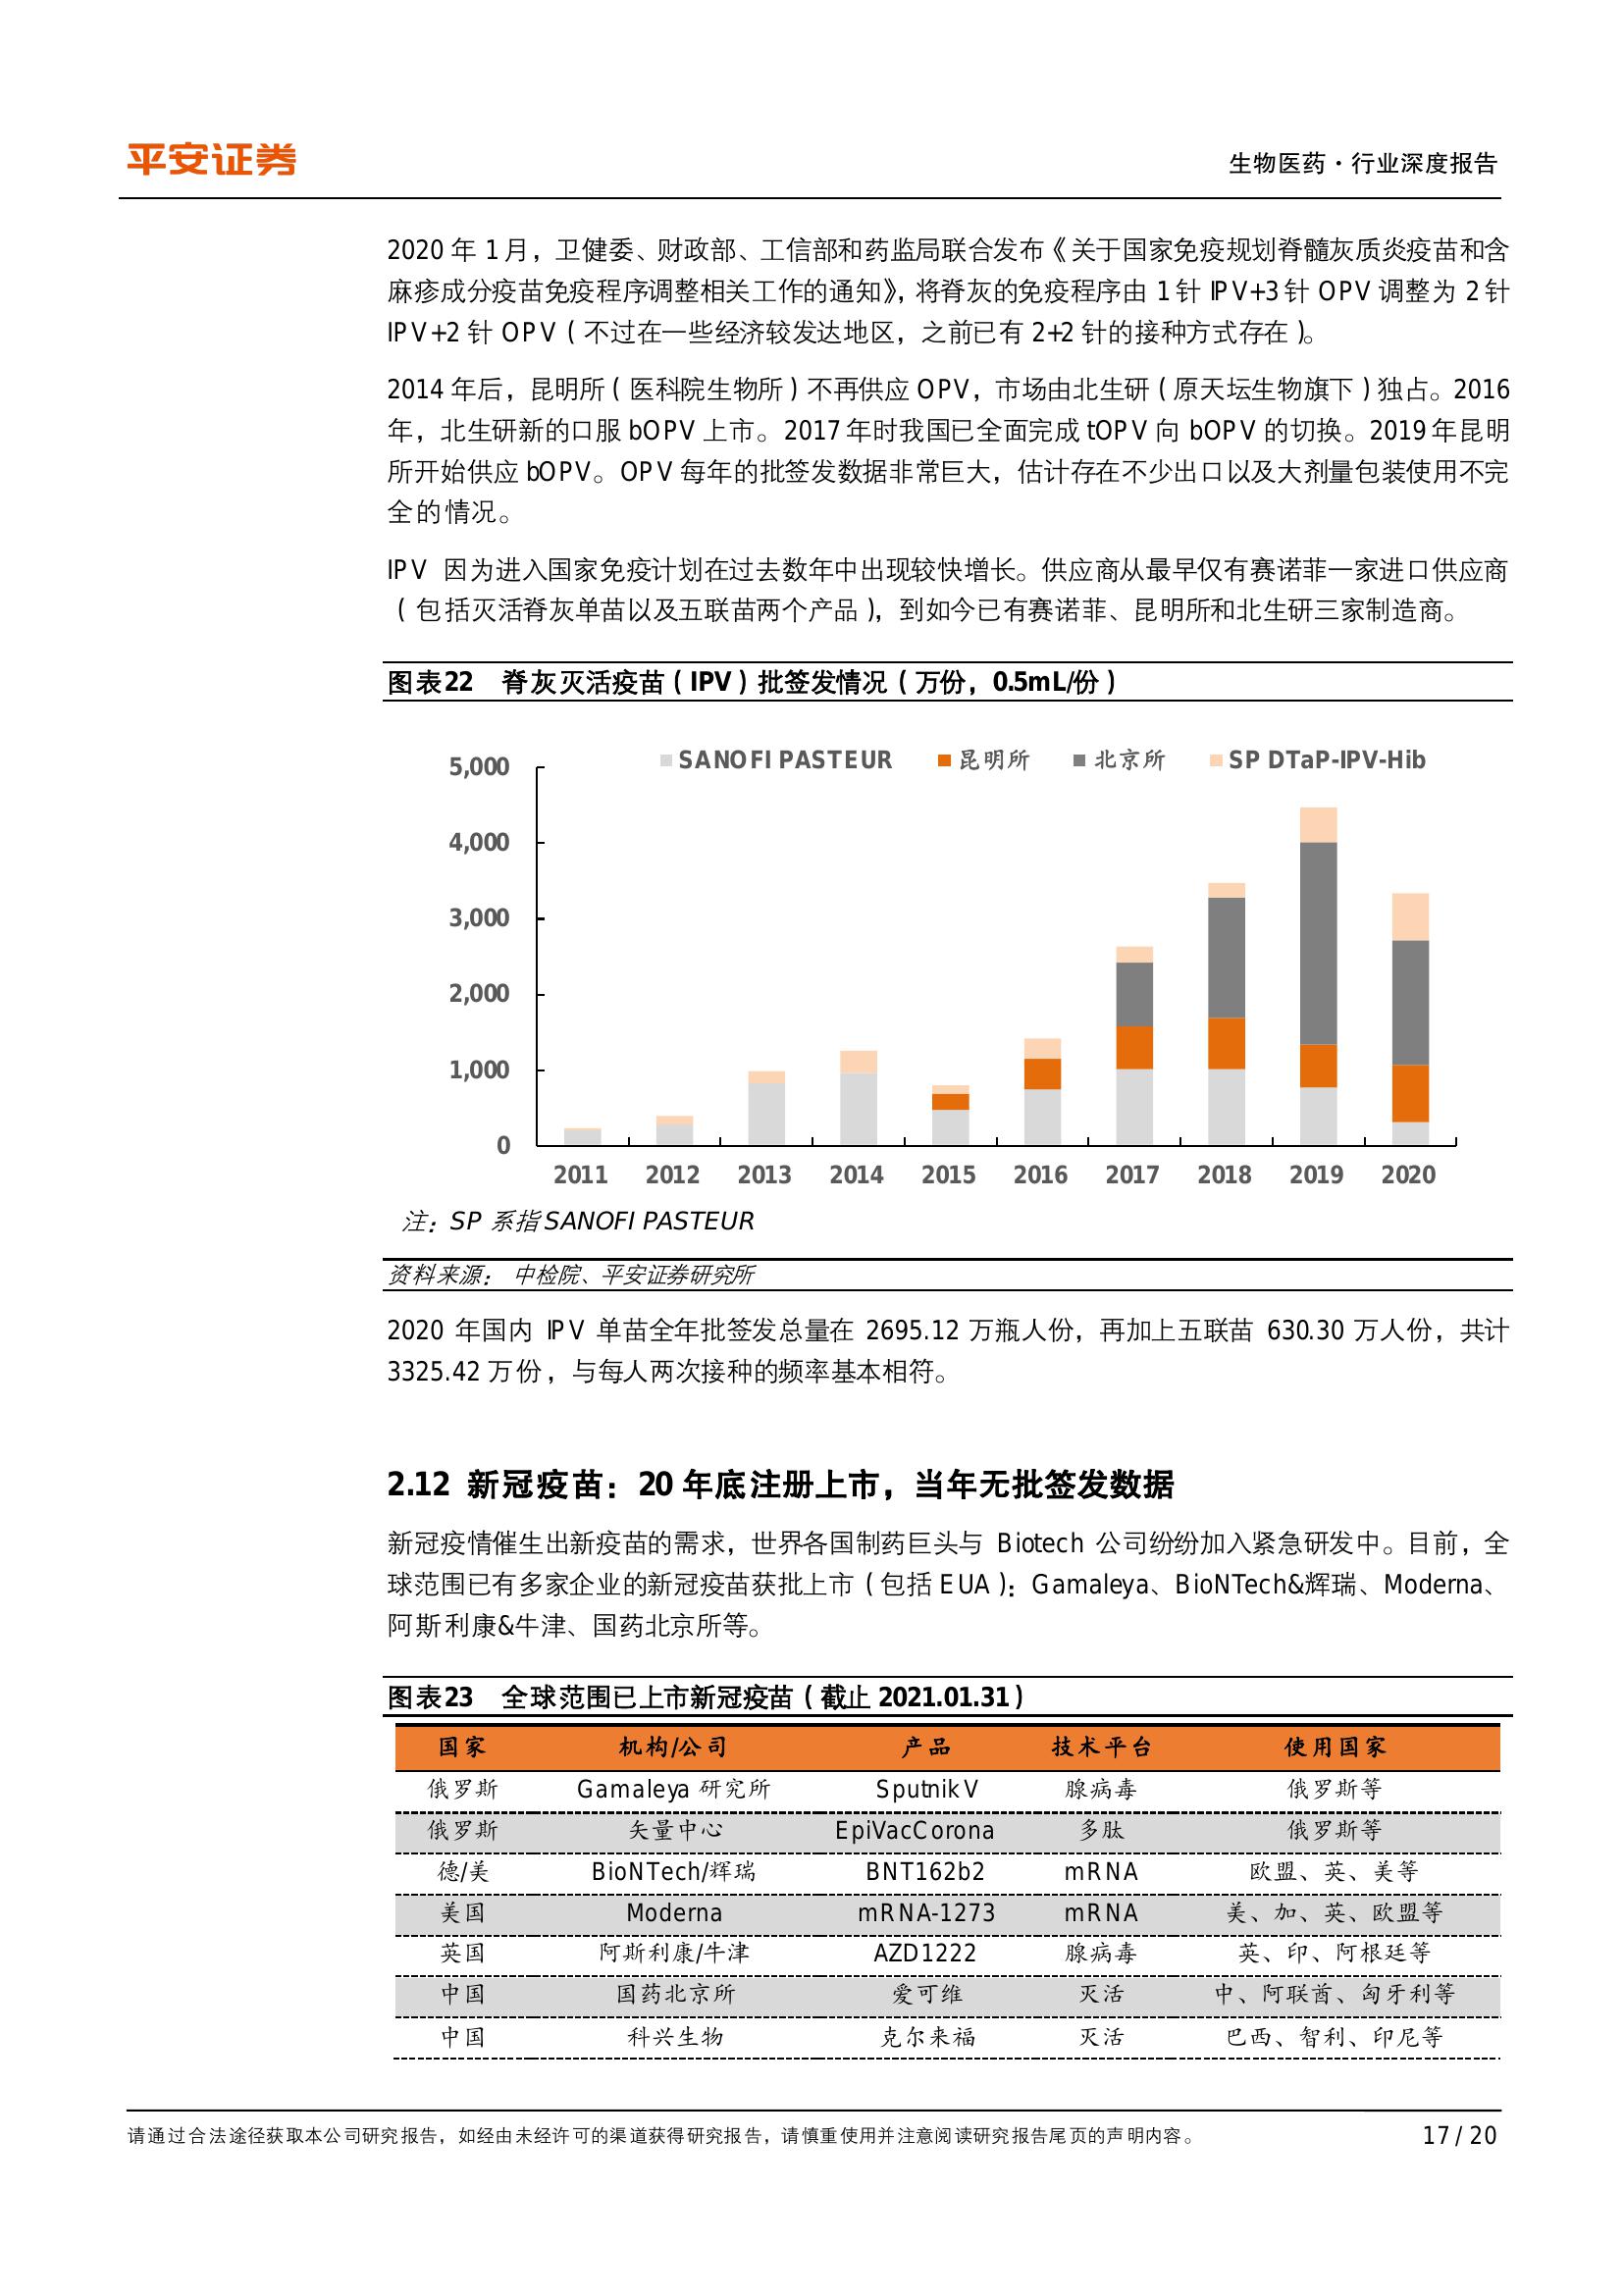 平安证券
生物医药·行业深度报告
2020 年 1 月，卫健委、财政部、工信部和药监局联合发布《关于国家免疫规划脊髓灰质炎疫苗和含
麻疹成分疫苗免疫程序调整相关工作的通知》，将脊灰的免疫程序由 1 针 IPV+3 针 OPV 调整为 2 针
IPV+2 针 OPV（不过在一些经济较发达地区，之前已有 2+2 针的接种方式存在）。
2014 年后，昆明所（医科院生物所）不再供应 OPV，市场由北生研（原天坛生物旗下）独占。2016
年，北生研新的口服 bOPV 上市。2017 年时我国已全面完成 tOPV 向 bOPV 的切换。2019 年昆明
所开始供应 bOPV。OPV 每年的批签发数据非常巨大，估计存在不少出口以及大剂量包装使用不完
全的情况。
IPV 因为进入国家免疫计划在过去数年中出现较快增长。供应商从最早仅有赛诺菲一家进口供应商
（包括灭活脊灰单苗以及五联苗两个产品），到如今已有赛诺菲、昆明所和北生研三家制造商。
图表22 脊灰灭活疫苗（IPV）批签发情况（万份，0.5mL/份）
SANOFI PASTEUR 昆明所 北京所 SP DTaP-IPV-Hib
5,000
4,000
3,000
2,000
1,000
0
2011 2012 2013 2014 2015 2016 2017 2018 2019 2020
注：SP 系指 SANOFI PASTEUR
资料来源： 中检院、平安证券研究所
2020 年国内 IPV 单苗全年批签发总量在 2695.12 万瓶人份，再加上五联苗 630.30 万人份，共计
3325.42 万份，与每人两次接种的频率基本相符。
2.12 新冠疫苗：20 年底注册上市，当年无批签发数据
新冠疫情催生出新疫苗的需求，世界各国制药巨头与 Biotech 公司纷纷加入紧急研发中。目前，全
球范围已有多家企业的新冠疫苗获批上市（包括 EUA）：Gamaleya、BioNTech&辉瑞、Moderna、
阿斯利康&牛津、国药北京所等。
图表23 全球范围已上市新冠疫苗（截止 2021.01.31）
国家 机构/公司 产品 技术平台 使用国家
俄罗斯 Gamaleya 研究所 Sputnik V 腺病毒 俄罗斯等
俄罗斯 矢量中心 EpiVacCorona 多肽 俄罗斯等
德/美 BioNTech/辉瑞 BNT162b2 mRNA 欧盟、英、美等
美国 Moderna mRNA-1273 mRNA 美、加、英、欧盟等
英国 阿斯利康/牛津 AZD1222 腺病毒 英、印、阿根廷等
中国 国药北京所 爱可维 灭活 中、阿联酋、匈牙利等
中国 科兴生物 克尔来福 灭活 巴西、智利、印尼等
请通过合法途径获取本公司研究报告，如经由未经许可的渠道获得研究报告，请慎重使用并注意阅读研究报告尾页的声明内容。
17 / 20